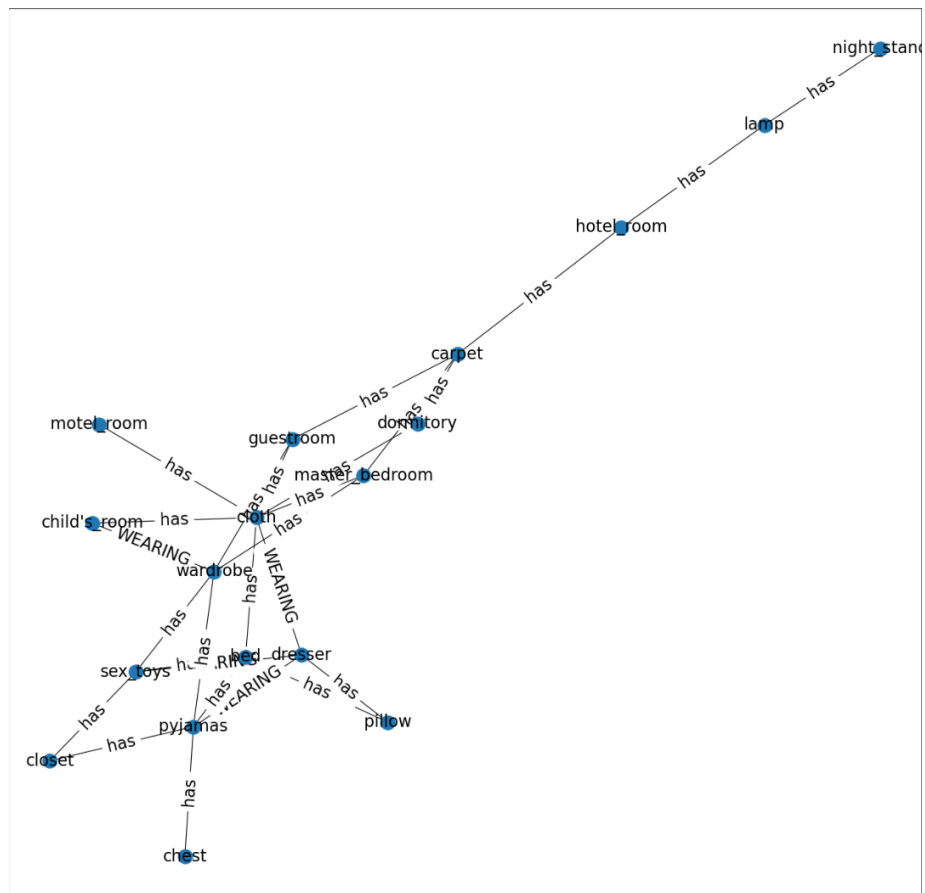 night_stand
has
lamp
has
hotel_room
has
carpet
has
has
has
motel_room
guestroom
dormitory
has
has
has
master_bedroom
has
has
cloth
child's_room
has
has
WEARING
wardrobe
has
WEARING
has
has
bed
dresser
sex_toys
has
has
WEARING
has
pillow
pyjamas
has
has
closet
has
chest